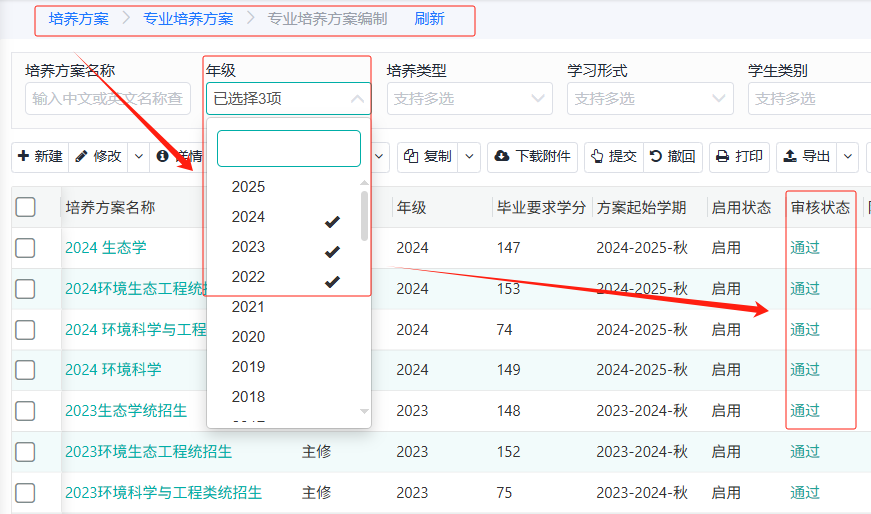 培养方案 专业培养方案 专业培养方案编制 刷新
培养方案名称 年级 培养类型 学习形式 学生类别
输入中文或英文名称查 已选择3项 支持多选 支持多选 支持多选
新建 修改 详情 复制 下载附件 提交 撤回 打印 导出
2025
2024
2023
2022
2021
2020
2019
2018
培养方案名称 年级 毕业要求学分 方案起始学期 启用状态 审核状态
2024 生态学 2024 147 2024-2025-秋 启用 通过
2024环境生态工程统 2024 153 2024-2025-秋 启用 通过
2024 环境科学与工程 2024 74 2024-2025-秋 启用 通过
2024 环境科学 2024 149 2024-2025-秋 启用 通过
2023生态学统招生 2023 148 2023-2024-秋 启用 通过
2023环境生态工程统招生 主修 2023 152 2023-2024-秋 启用 通过
2023环境科学与工程类统招生 主修 2023 75 2023-2024-秋 启用 通过